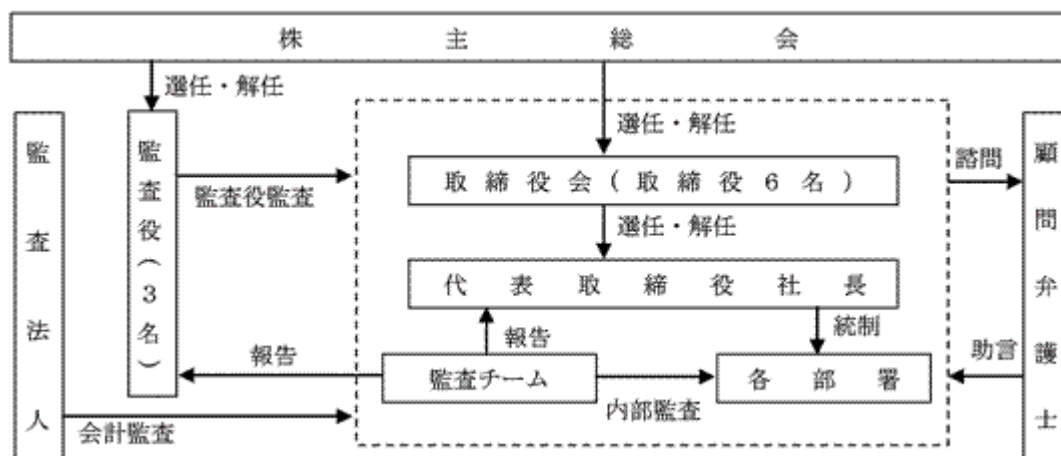 株主総会
選任・解任
選任・解任
監査法人
監査役(3名)
監査役監査
取締役会(取締役6名)
諮問
顧問弁護士
選任・解任
代表取締役社長
報告
統制
報告
監査チーム
各部署
助言
内部監査
会計監査